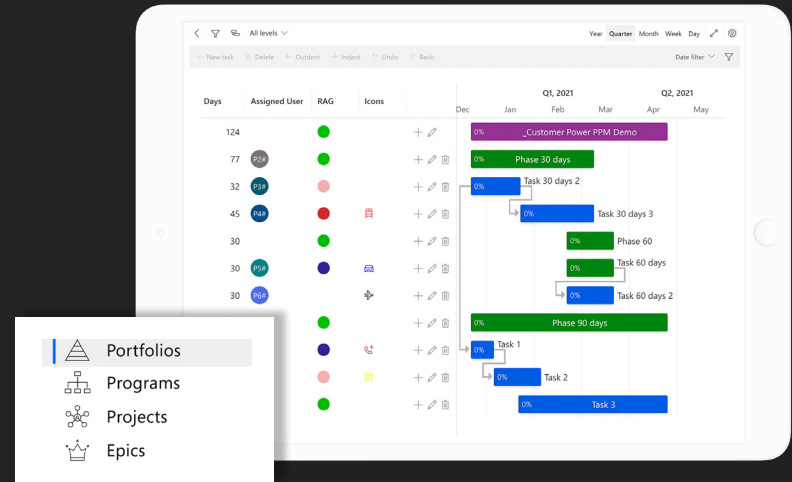 All levels Year Quarter Month Week Day
New task Delete Outdent Indent Undo Redo Date filter
Q1, 2021 Q2, 2021
Days Assigned User RAG Icons
Dec Jan Feb Mar Apr May
124 0% _Customer Power PPM Demo
77 P2# 0% Phase 30 days
32 P3# 0% Task 30 days 2
45 P4# 0% Task 30 days 3
30 0% Phase 60
30 P5# 0% Task 60 days
30 P6# 0% Task 60 days 2
0% Phase 90 days
0% Task 1
0% Task 2
0% Task 3
Portfolios
Programs
Projects
Epics